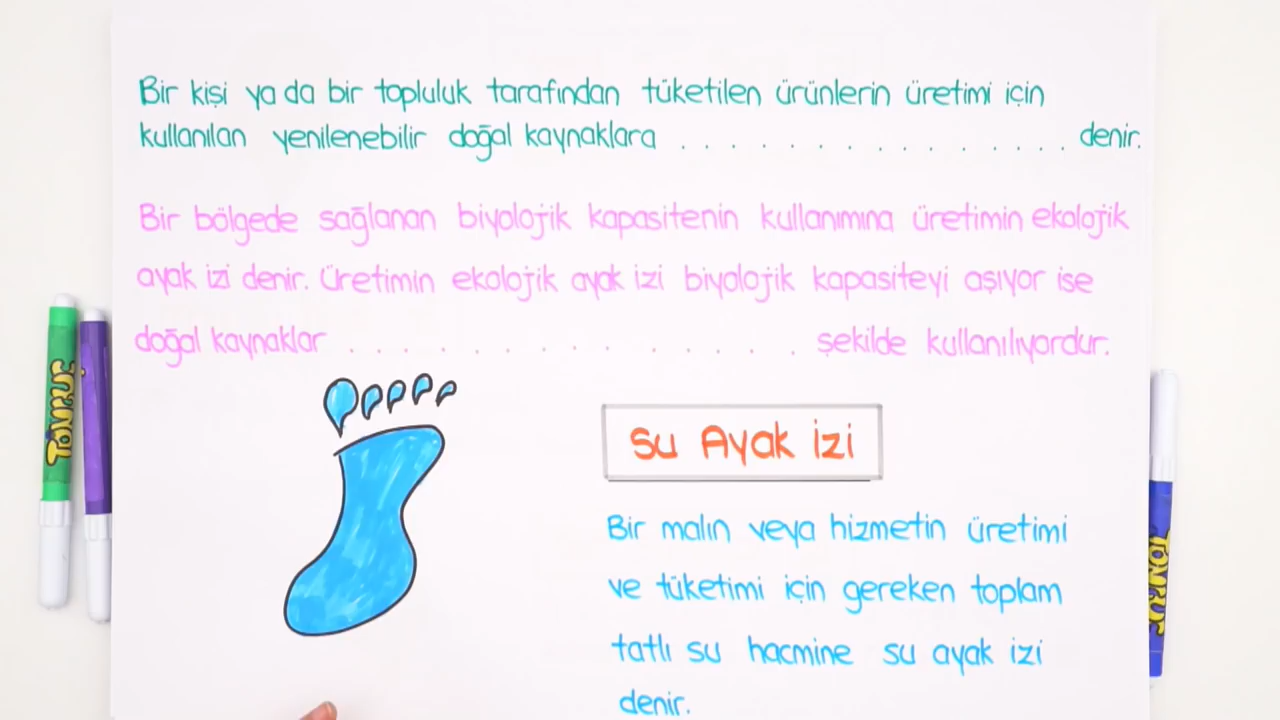 Bir kişi ya da bir topluluk tarafından tüketilen ürünlerin üretimi için
kullanılan yenilenebilir doğal kaynaklara . . . . . . . . . . . . . . . denir.
Bir bölgede sağlanan biyolojik kapasitenin kullanımına üretimin ekolojik
ayak izi denir. Üretimin ekolojik ayak izi biyolojik kapasiteyi aşıyor ise
doğal kaynaklar . . . . . . . . . . . . . . . şekilde kullanılıyordur.
Su Ayak İzi
Bir malın veya hizmetin üretimi
ve tüketimi için gereken toplam
tatlı su hacmine su ayak izi
denir.
TOMBUŞ
TOMBUŞ